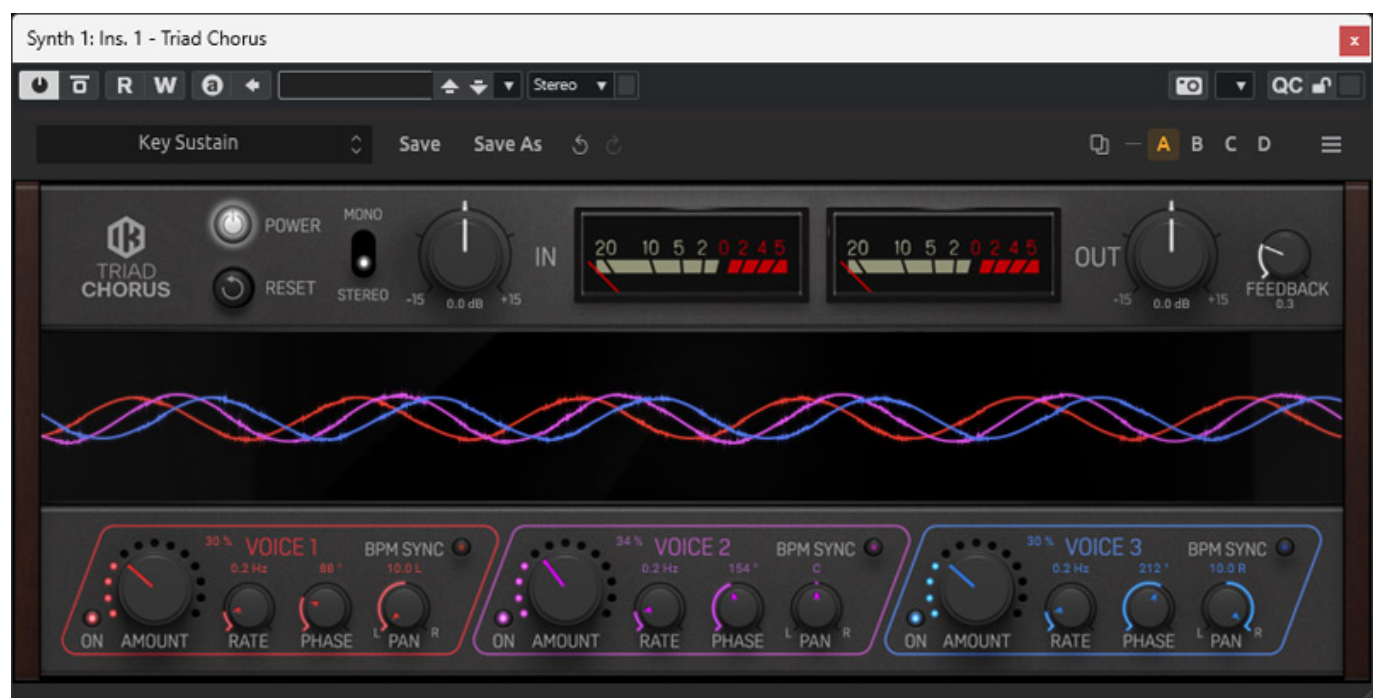 Synth 1: Ins. 1 - Triad Chorus
x
R W a Stereo QC
Key Sustain Save Save As A B C D
TRIAD
CHORUS
POWER
RESET
MONO
STEREO
-15 0.0 dB +15
IN
20 10 5 2 0 2 4 5
20 10 5 2 0 2 4 5
OUT
-15 0.0 dB +15
FEEDBACK
0.3
30 % VOICE 1 BPM SYNC
0.2 Hz 88 ° 10.0 L
L R
ON AMOUNT RATE PHASE PAN
34 % VOICE 2 BPM SYNC
0.2 Hz 154 ° C
L R
ON AMOUNT RATE PHASE PAN
30 % VOICE 3 BPM SYNC
0.2 Hz 212 ° 10.0 R
L R
ON AMOUNT RATE PHASE PAN